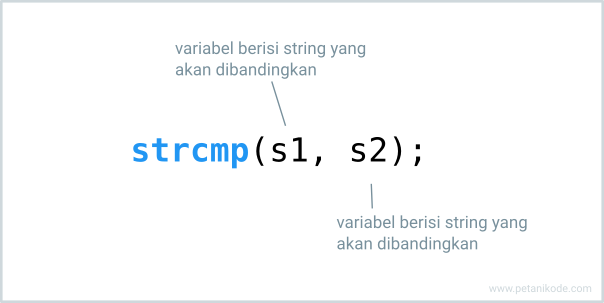 variabel berisi string yang
akan dibandingkan
strcmp(s1, s2);
variabel berisi string yang
akan dibandingkan
www.petanikode.com